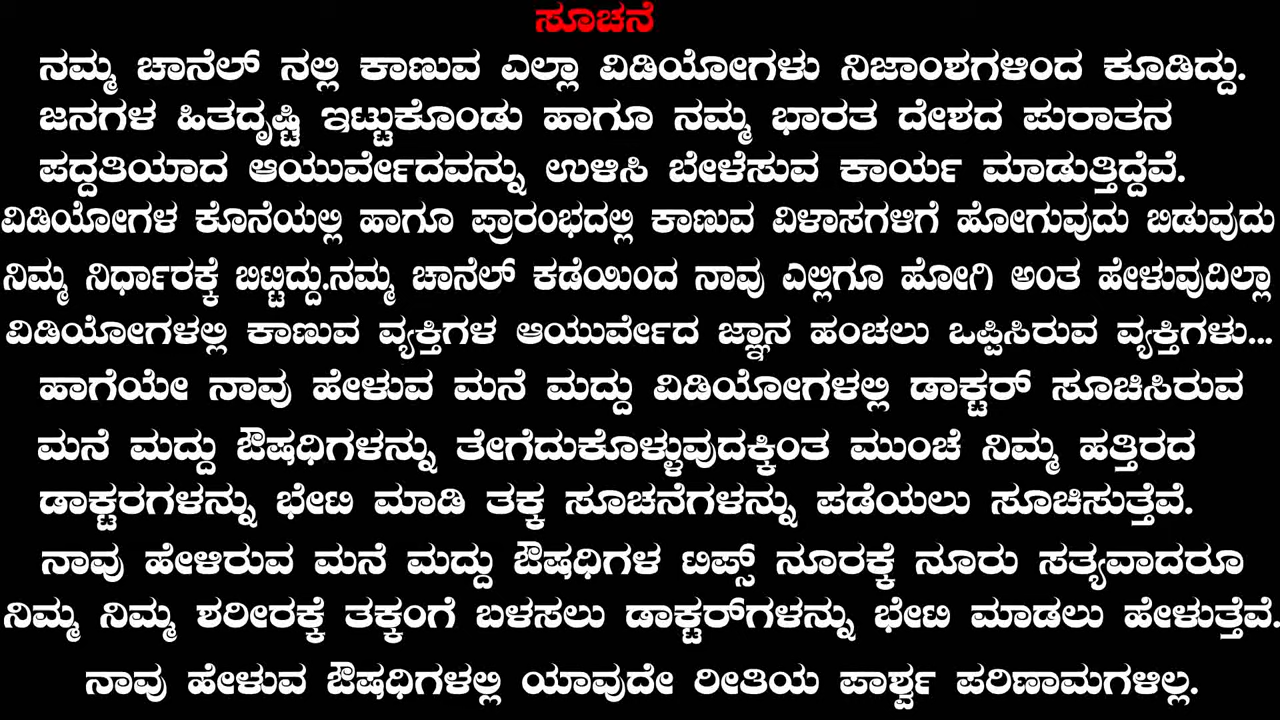 ಸೂಚನೆ
ನಮ್ಮ ಚಾನೆಲ್ ನಲ್ಲಿ ಕಾಣುವ ಎಲ್ಲಾ ವಿಡಿಯೋಗಳು ನಿಜಾಂಶಗಳಿಂದ ಕೂಡಿದ್ದು.
ಜನಗಳ ಹಿತದೃಷ್ಟಿ ಇಟ್ಟುಕೊಂಡು ಹಾಗೂ ನಮ್ಮ ಭಾರತ ದೇಶದ ಪುರಾತನ
ಪದ್ದತಿಯಾದ ಆಯುರ್ವೇದವನ್ನು ಉಳಿಸಿ ಬೇಳೆಸುವ ಕಾರ್ಯ ಮಾಡುತ್ತಿದ್ದೆವೆ.
ವಿಡಿಯೋಗಳ ಕೊನೆಯಲ್ಲಿ ಹಾಗೂ ಪ್ರಾರಂಭದಲ್ಲಿ ಕಾಣುವ ವಿಳಾಸಗಳಿಗೆ ಹೋಗುವುದು ಬಿಡುವುದು
ನಿಮ್ಮ ನಿರ್ಧಾರಕ್ಕೆ ಬಿಟ್ಟಿದ್ದು.ನಮ್ಮ ಚಾನೆಲ್ ಕಡೆಯಿಂದ ನಾವು ಎಲ್ಲಿಗೂ ಹೋಗಿ ಅಂತ ಹೇಳುವುದಿಲ್ಲಾ
ವಿಡಿಯೋಗಳಲ್ಲಿ ಕಾಣುವ ವ್ಯಕ್ತಿಗಳ ಆಯುರ್ವೇದ ಜ್ಞಾನ ಹಂಚಲು ಒಪ್ಪಿಸಿರುವ ವ್ಯಕ್ತಿಗಳು...
ಹಾಗೆಯೇ ನಾವು ಹೇಳುವ ಮನೆ ಮದ್ದು ವಿಡಿಯೋಗಳಲ್ಲಿ ಡಾಕ್ಟರ್ ಸೂಚಿಸಿರುವ
ಮನೆ ಮದ್ದು ಔಷಧಿಗಳನ್ನು ತೇಗೆದುಕೊಳ್ಳುವುದಕ್ಕಿಂತ ಮುಂಚೆ ನಿಮ್ಮ ಹತ್ತಿರದ
ಡಾಕ್ಟರಗಳನ್ನು ಭೇಟಿ ಮಾಡಿ ತಕ್ಕ ಸೂಚನೆಗಳನ್ನು ಪಡೆಯಲು ಸೂಚಿಸುತ್ತೆವೆ.
ನಾವು ಹೇಳಿರುವ ಮನೆ ಮದ್ದು ಔಷಧಿಗಳ ಟಿಪ್ಸ್ ನೂರಕ್ಕೆ ನೂರು ಸತ್ಯವಾದರೂ
ನಿಮ್ಮ ನಿಮ್ಮ ಶರೀರಕ್ಕೆ ತಕ್ಕಂಗೆ ಬಳಸಲು ಡಾಕ್ಟರ್‌ಗಳನ್ನು ಭೇಟಿ ಮಾಡಲು ಹೇಳುತ್ತೆವೆ.
ನಾವು ಹೇಳುವ ಔಷಧಿಗಳಲ್ಲಿ ಯಾವುದೇ ರೀತಿಯ ಪಾರ್ಶ್ವ ಪರಿಣಾಮಗಳಿಲ್ಲ.